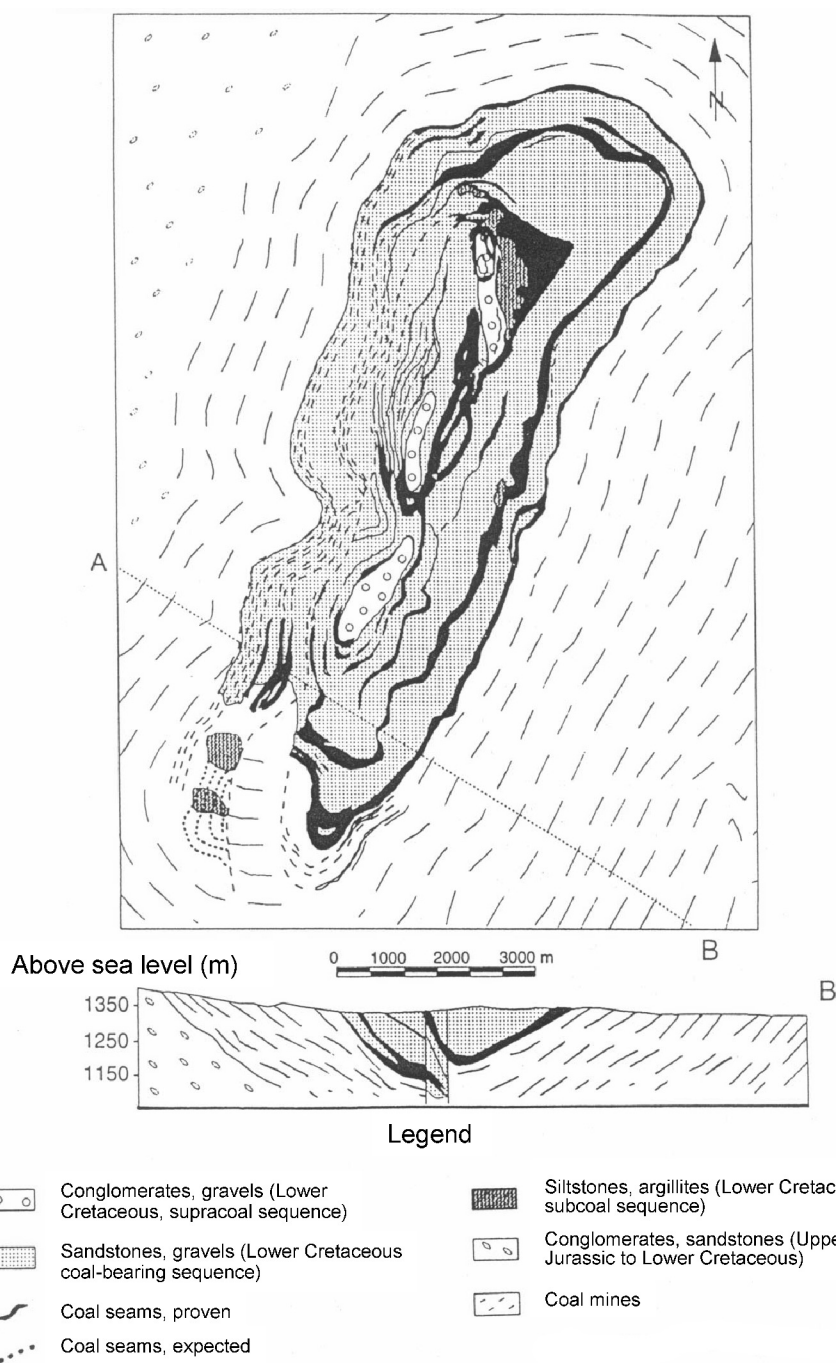 N
A
B
Above sea level (m)
0 1000 2000 3000 m
B
1350
1250
1150
Legend
Conglomerates, gravels (Lower
Cretaceous, supracoal sequence)
Sandstones, gravels (Lower Cretaceous
coal-bearing sequence)
Coal seams, proven
Coal seams, expected
Siltstones, argillites (Lower Cretac
subcoal sequence)
Conglomerates, sandstones (Uppe
Jurassic to Lower Cretaceous)
Coal mines